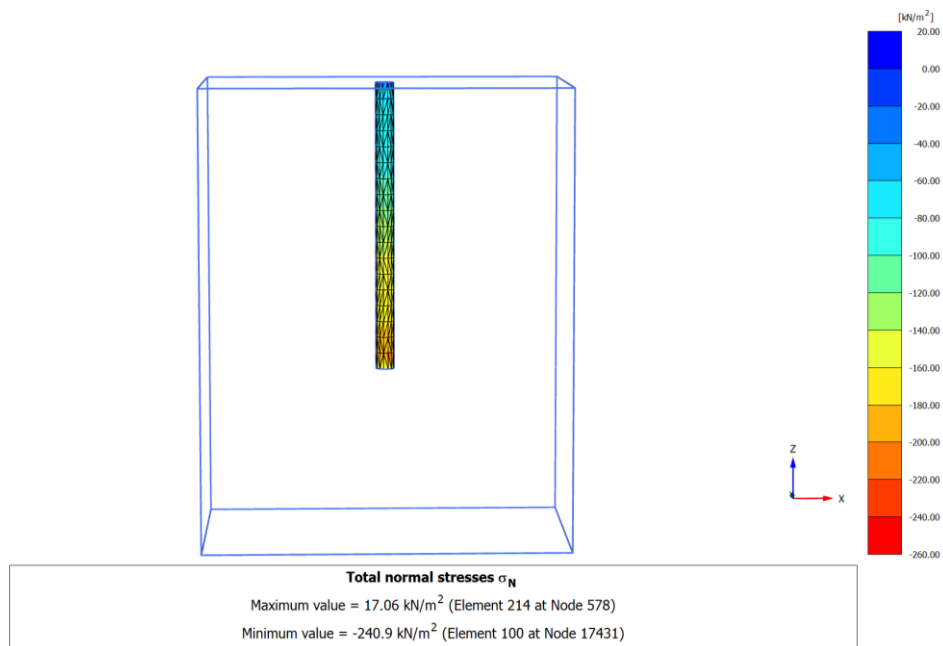 [kN/m²]
20.00
0.00
-20.00
-40.00
-60.00
-80.00
-100.00
-120.00
-140.00
-160.00
-180.00
-200.00
-220.00
-240.00
-260.00
Z
Y
X
Total normal stresses σ_N
Maximum value = 17.06 kN/m² (Element 214 at Node 578)
Minimum value = -240.9 kN/m² (Element 100 at Node 17431)